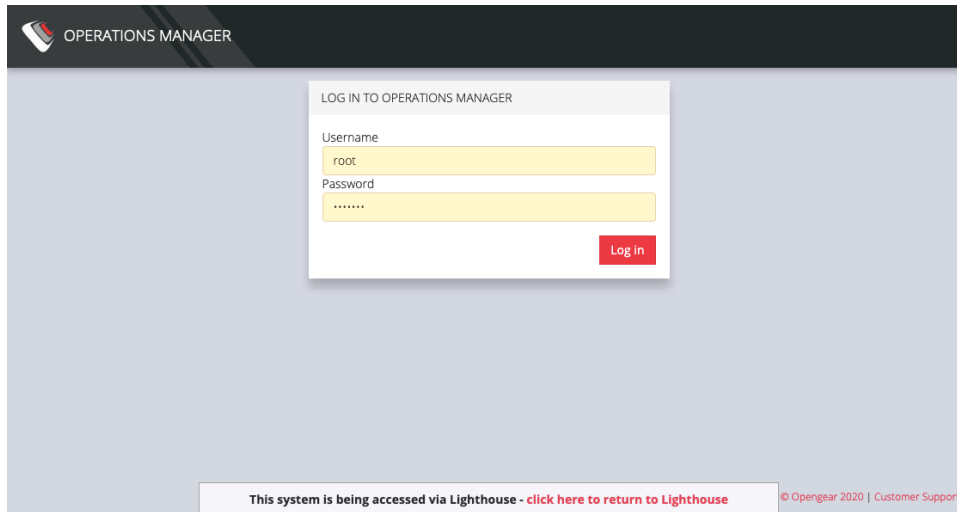 OPERATIONS MANAGER
LOG IN TO OPERATIONS MANAGER
Username
root
Password
•••••••
Log in
This system is being accessed via Lighthouse - click here to return to Lighthouse
© Opengear 2020 | Customer Suppor